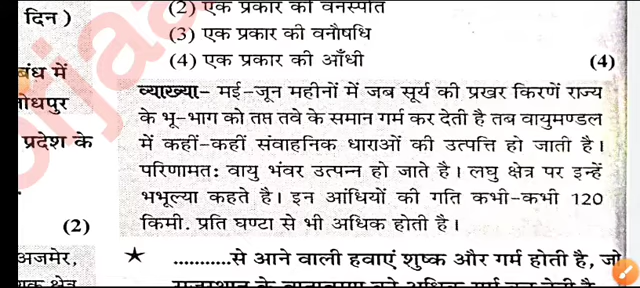 दिन )
बंध में
जोधपुर
प्रदेश के
(2)
अजमेर,
(2) एक प्रकार की वनस्पति
(3) एक प्रकार की वनौषधि
(4) एक प्रकार की आँधी (4)
व्याख्या– मई–जून महीनों में जब सूर्य की प्रखर किरणें राज्य
के भू–भाग को तप्त तवे के समान गर्म कर देती है तब वायुमण्डल
में कहीं–कहीं संवाहनिक धाराओं की उत्पत्ति हो जाती है।
परिणामतः वायु भंवर उत्पन्न हो जाते है। लघु क्षेत्र पर इन्हें
भभूल्या कहते है। इन आंधियों की गति कभी–कभी 120
किमी. प्रति घण्टा से भी अधिक होती है।
★ ...........से आने वाली हवाएं शुष्क और गर्म होती है, जो